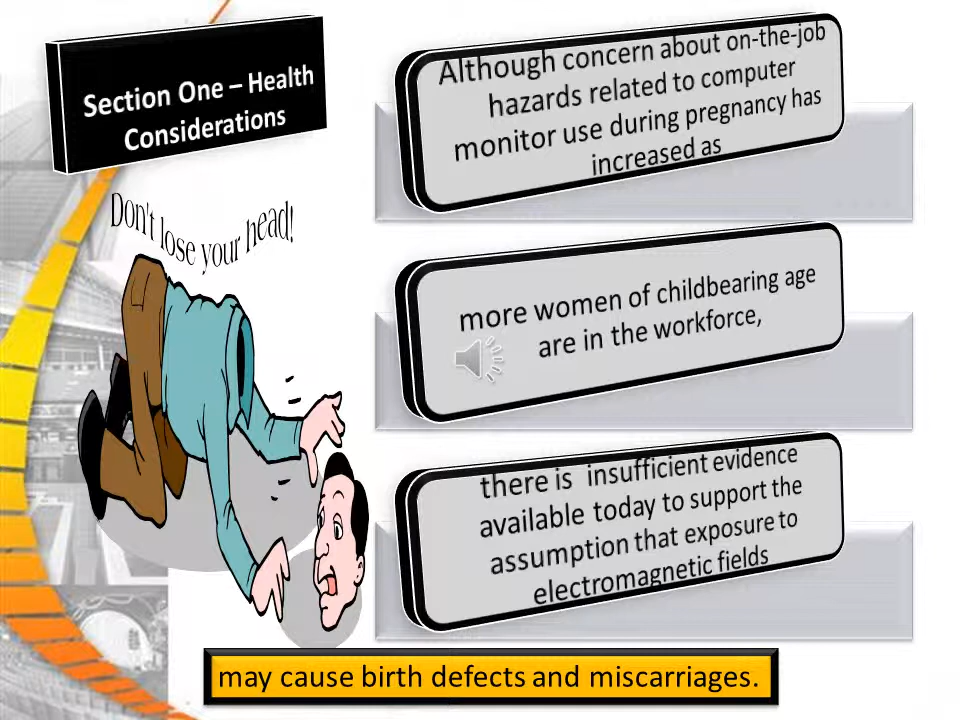 Section One – Health
Considerations
Don't lose your head!
Although concern about on-the-job
hazards related to computer
monitor use during pregnancy has
increased as
more women of childbearing age
are in the workforce,
there is insufficient evidence
available today to support the
assumption that exposure to
electromagnetic fields
may cause birth defects and miscarriages.